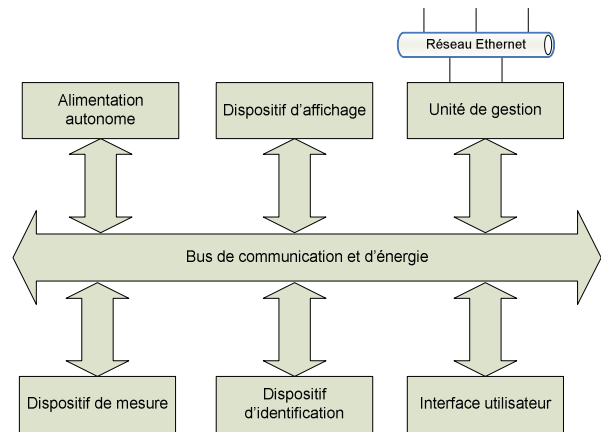 Réseau Ethernet
Alimentation
autonome
Dispositif d'affichage
Unité de gestion
Bus de communication et d'énergie
Dispositif de mesure
Dispositif
d'identification
Interface utilisateur